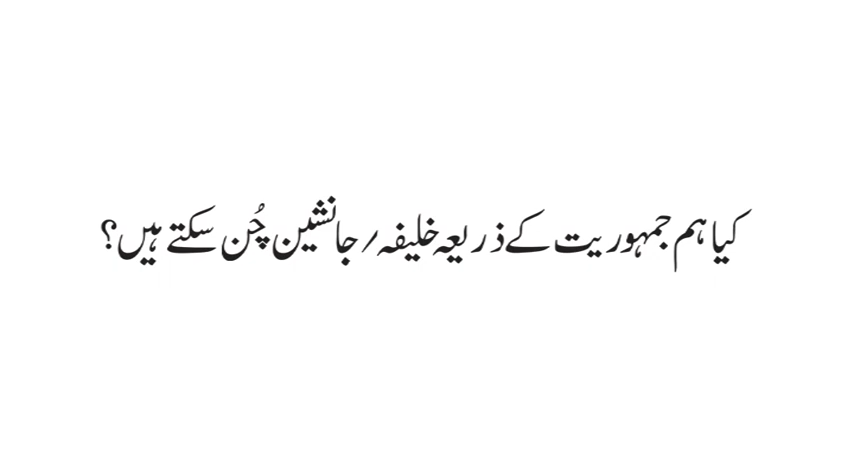 کیا ہم جمہوریت کے ذریعہ خلیفہ / جانشین چُن سکتے ہیں؟